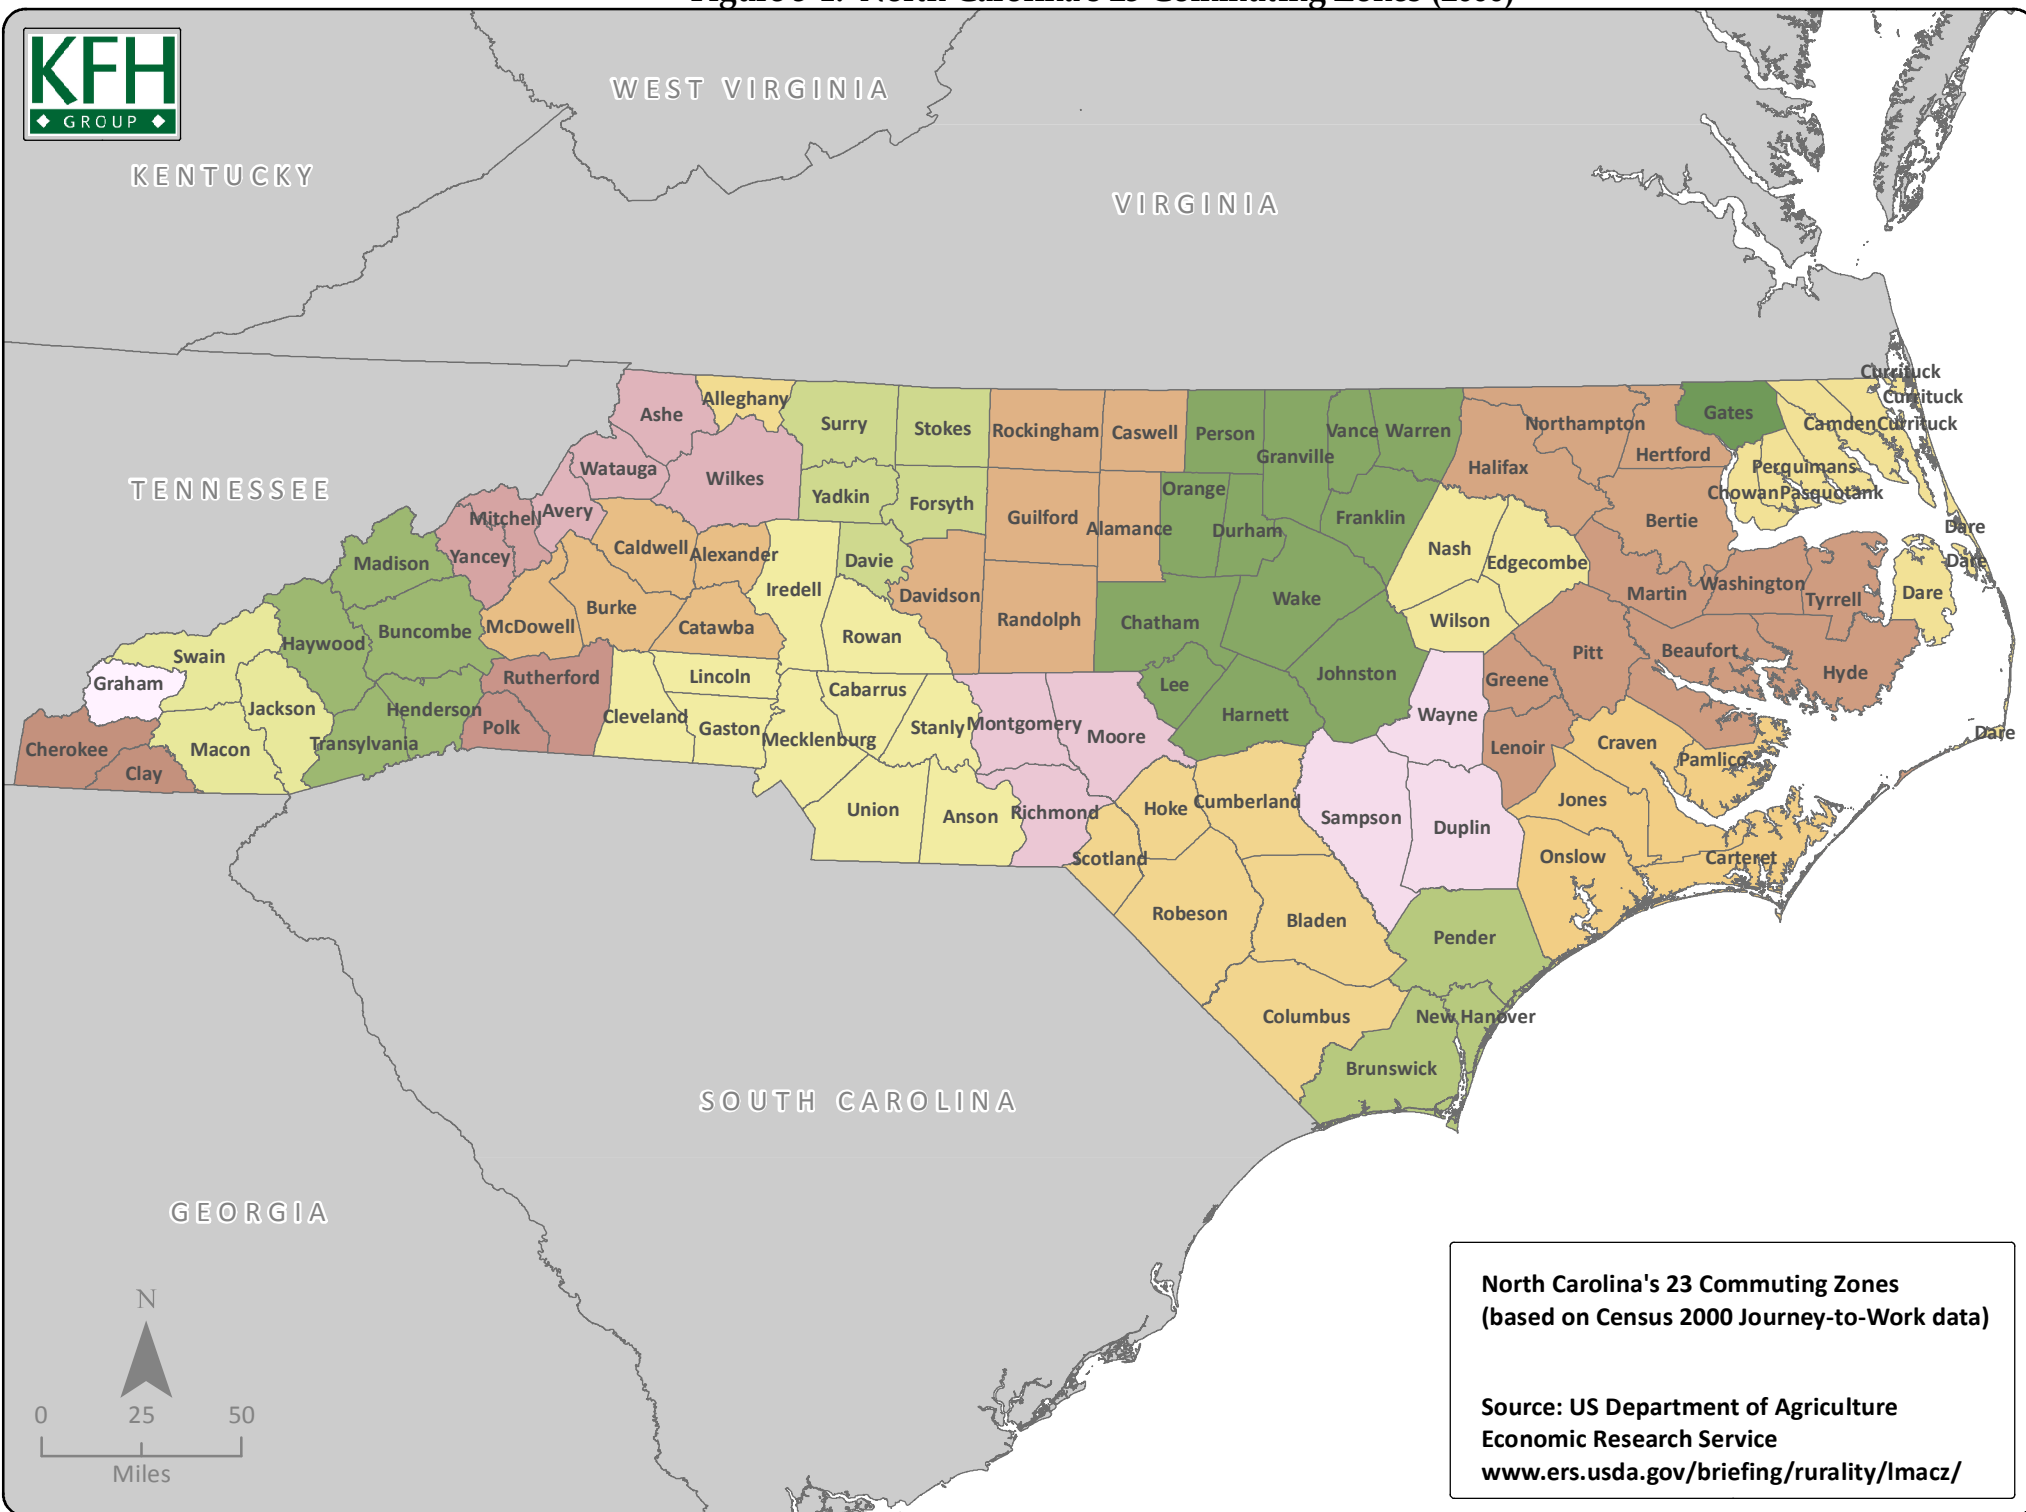 KFH
GROUP
WEST VIRGINIA
KENTUCKY
VIRGINIA
TENNESSEE
Currituck
Currituck
Alleghany
Ashe
Gates
Surry
Stokes
Rockingham
Caswell
Person
Vance
Warren
Northampton
Camden
Currituck
Granville
Hertford
Watauga
Wilkes
Halifax
Perquimans
Yadkin
Forsyth
Orange
Chowan
Pasquotank
Mitchell
Avery
Guilford
Alamance
Durham
Franklin
Bertie
Dare
Madison
Yancey
Caldwell
Alexander
Davie
Nash
Edgecombe
Dare
Iredell
Davidson
Wake
Martin
Washington
Tyrrell
Dare
Burke
McDowell
Catawba
Rowan
Randolph
Chatham
Wilson
Buncombe
Haywood
Swain
Pitt
Beaufort
Graham
Rutherford
Lincoln
Cabarrus
Lee
Johnston
Greene
Hyde
Jackson
Henderson
Cleveland
Gaston
Stanly
Montgomery
Harnett
Wayne
Polk
Mecklenburg
Moore
Dare
Cherokee
Macon
Transylvania
Lenoir
Craven
Pamlico
Clay
Union
Anson
Richmond
Hoke
Cumberland
Sampson
Duplin
Jones
Scotland
Onslow
Carteret
Robeson
Bladen
Pender
Columbus
New Hanover
Brunswick
SOUTH CAROLINA
GEORGIA
North Carolina's 23 Commuting Zones
(based on Census 2000 Journey-to-Work data)
Source: US Department of Agriculture
Economic Research Service
www.ers.usda.gov/briefing/rurality/lmacz/
N
0 25 50
Miles